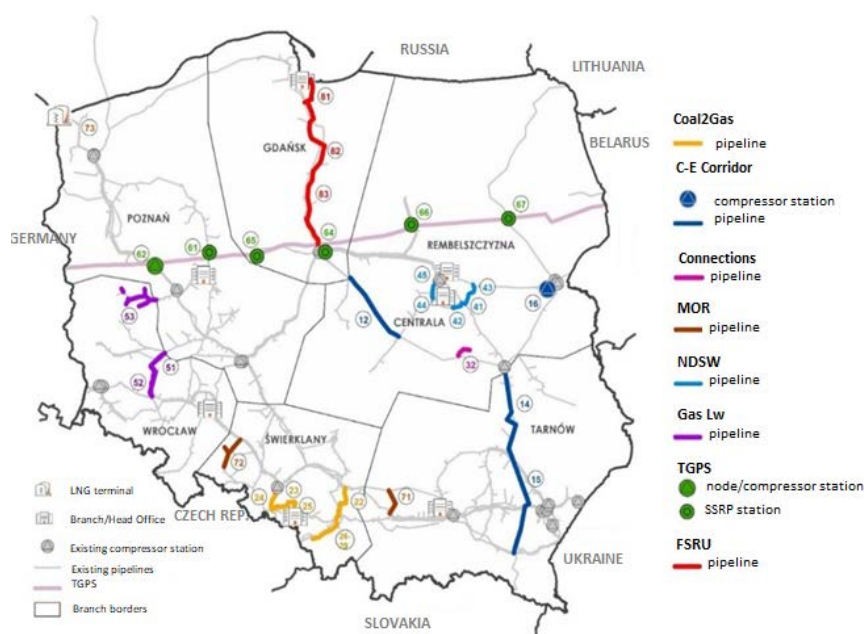 RUSSIA
LITHUANIA
BELARUS
GERMANY
CZECH REP.
SLOVAKIA
UKRAINE
GDAŃSK
POZNAŃ
REMBELSZCZYZNA
CENTRALA
WROCŁAW
ŚWIERKLANY
TARNÓW
73
81
82
83
67
66
64
65
61
62
45
43
44
42
41
16
12
53
51
52
32
14
15
72
24
23
25
22
71
LNG terminal
Branch/Head Office
Existing compressor station
Existing pipelines
TGPS
Branch borders
Coal2Gas
pipeline
C-E Corridor
compressor station
pipeline
Connections
pipeline
MOR
pipeline
NDSW
pipeline
Gas Lw
pipeline
TGPS
node/compressor station
SSRP station
FSRU
pipeline